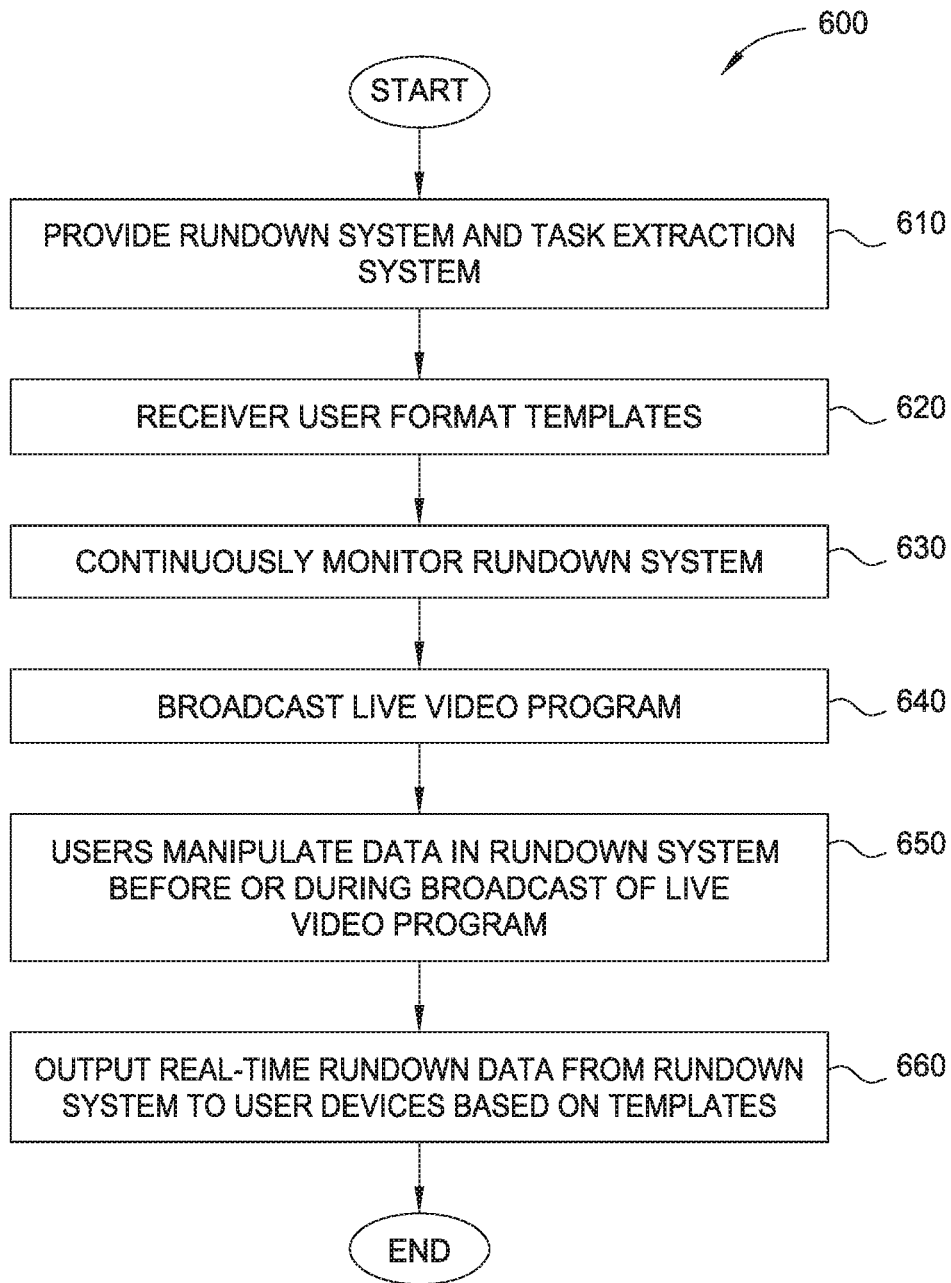 600
START
PROVIDE RUNDOWN SYSTEM AND TASK EXTRACTION
SYSTEM
610
RECEIVER USER FORMAT TEMPLATES
620
CONTINUOUSLY MONITOR RUNDOWN SYSTEM
630
BROADCAST LIVE VIDEO PROGRAM
640
USERS MANIPULATE DATA IN RUNDOWN SYSTEM
BEFORE OR DURING BROADCAST OF LIVE
VIDEO PROGRAM
650
OUTPUT REAL-TIME RUNDOWN DATA FROM RUNDOWN
SYSTEM TO USER DEVICES BASED ON TEMPLATES
660
END